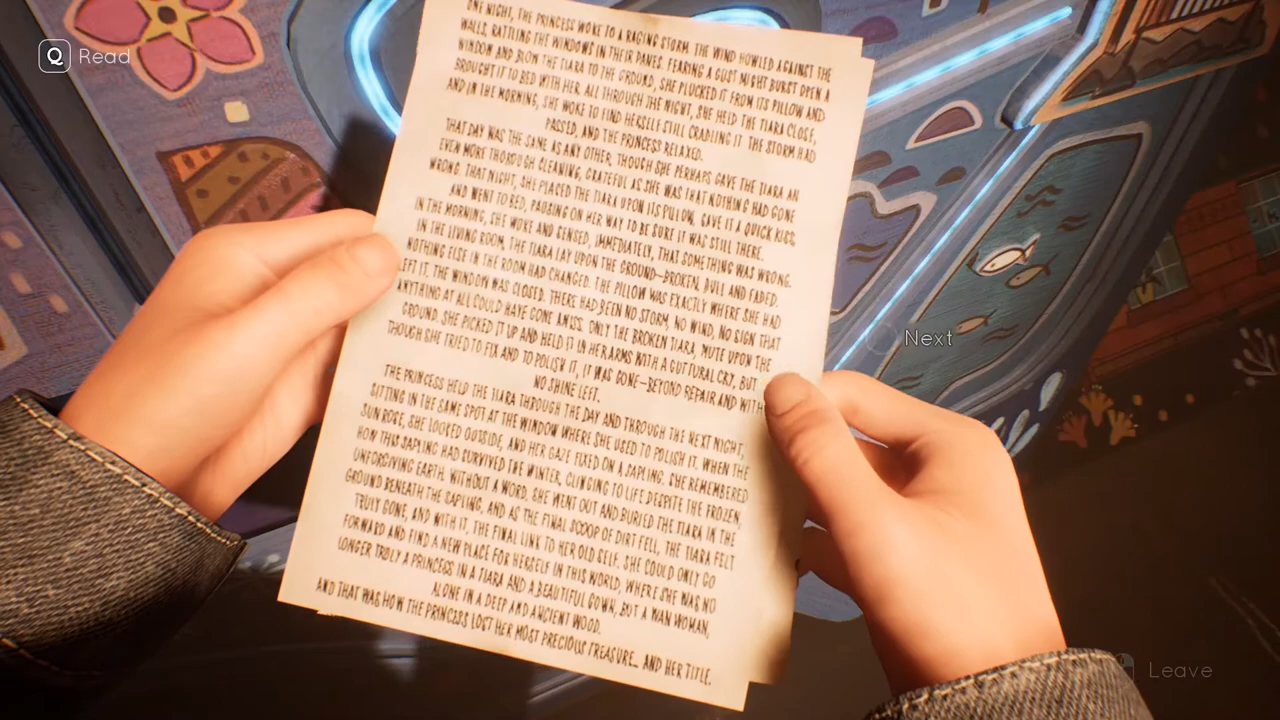 Q Read
ONE NIGHT, THE PRINCESS WOKE TO A RAGING STORM. THE WIND HOWLED AGAINST THE
WALLS, RATTLING THE WINDOWS IN THEIR PANES. FEARING A GUST MIGHT BURST OPEN A
WINDOW AND BLOW THE TIARA TO THE GROUND, SHE PLUCKED IT FROM ITS PILLOW AND
BROUGHT IT TO BED WITH HER. ALL THROUGH THE NIGHT, SHE HELD THE TIARA CLOSE,
AND IN THE MORNING, SHE WOKE TO FIND HERSELF STILL CRADLING IT. THE STORM HAD
PASSED, AND THE PRINCESS RELAXED.
THAT DAY WAS THE SAME AS ANY OTHER, THOUGH SHE PERHAPS GAVE THE TIARA AN
EVEN MORE THOROUGH CLEANING, GRATEFUL AS SHE WAS THAT NOTHING HAD GONE
WRONG. THAT NIGHT, SHE PLACED THE TIARA UPON ITS PILLOW, GAVE IT A QUICK KISS,
AND WENT TO BED, PAUSING ON HER WAY TO BE SURE IT WAS STILL THERE.
IN THE MORNING, SHE WOKE AND SENSED, IMMEDIATELY, THAT SOMETHING WAS WRONG.
IN THE LIVING ROOM, THE TIARA LAY UPON THE GROUND—BROKEN, DULL AND FADED.
NOTHING ELSE IN THE ROOM HAD CHANGED. THE PILLOW WAS EXACTLY WHERE SHE HAD
LEFT IT. THE WINDOW WAS CLOSED. THERE HAD BEEN NO STORM, NO WIND, NO SIGN THAT
ANYTHING AT ALL COULD HAVE GONE AMISS. ONLY THE BROKEN TIARA, MUTE UPON THE
GROUND. SHE PICKED IT UP AND HELD IT IN HER ARMS WITH A GUTTURAL CRY, BUT
THOUGH SHE TRIED TO FIX AND TO POLISH IT, IT WAS GONE—BEYOND REPAIR AND WITH
NO SHINE LEFT.
THE PRINCESS HELD THE TIARA THROUGH THE DAY AND THROUGH THE NEXT NIGHT,
SITTING IN THE SAME SPOT AT THE WINDOW WHERE SHE USED TO POLISH IT. WHEN THE
SUN ROSE, SHE LOOKED OUTSIDE, AND HER GAZE FIXED ON A SAPLING. SHE REMEMBERED
HOW THIS SAPLING HAD SURVIVED THE WINTER, CLINGING TO LIFE DESPITE THE FROZEN,
UNFORGIVING EARTH. WITHOUT A WORD, SHE WENT OUT AND BURIED THE TIARA IN THE
GROUND BENEATH THE SAPLING, AND AS THE FINAL SCOOP OF DIRT FELL, THE TIARA FELT
TRULY GONE, AND WITH IT, THE FINAL LINK TO HER OLD SELF. SHE COULD ONLY GO
FORWARD AND FIND A NEW PLACE FOR HERSELF IN THIS WORLD, WHERE SHE WAS NO
LONGER TRULY A PRINCESS IN A TIARA AND A BEAUTIFUL GOWN, BUT A WAN WOMAN,
ALONE IN A DEEP AND ANCIENT WOOD.
AND THAT WAS HOW THE PRINCESS LOST HER MOST PRECIOUS TREASURE... AND HER TITLE.
Next
Leave